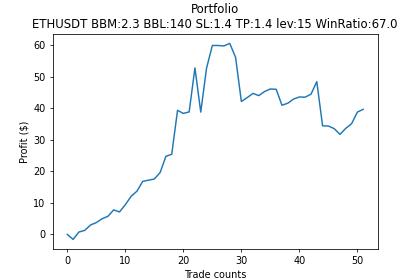 Portfolio
ETHUSDT BBM:2.3 BBL:140 SL:1.4 TP:1.4 lev:15 WinRatio:67.0
60
50
40
30
20
10
0
Profit ($)
0 10 20 30 40 50
Trade counts